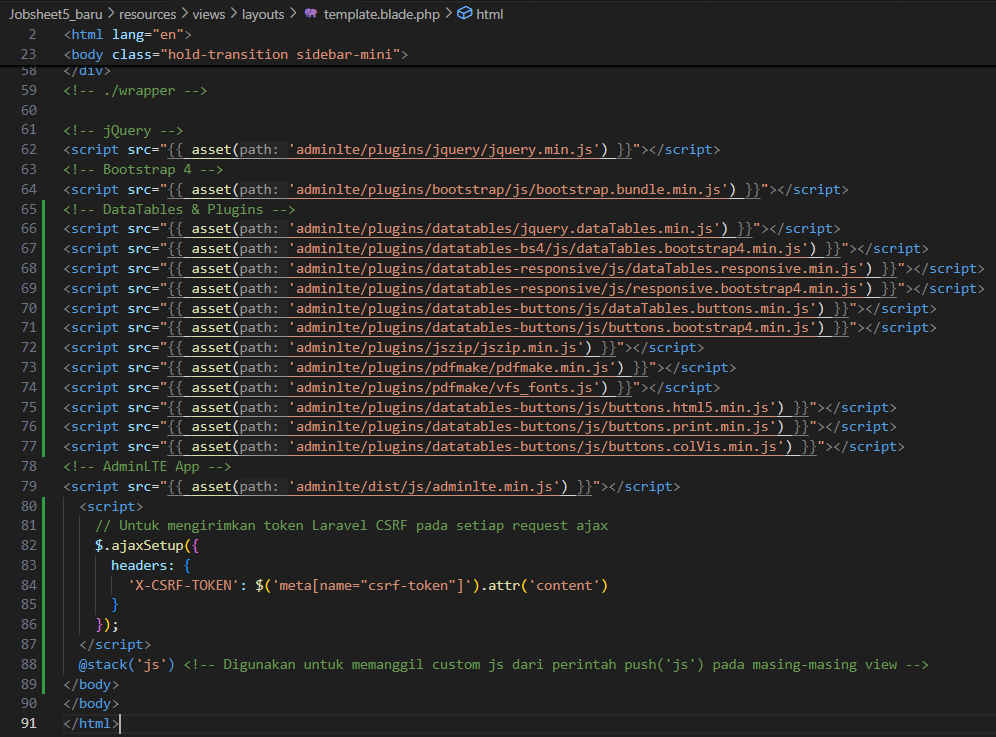 Jobsheet5_baru > resources > views > layouts > template.blade.php > html
2 <html lang="en">
23 <body class="hold-transition sidebar-mini">
58 </div>
59 <!-- ./wrapper -->
60
61 <!-- jQuery -->
62 <script src="{{ asset(path: 'adminlte/plugins/jquery/jquery.min.js') }}"></script>
63 <!-- Bootstrap 4 -->
64 <script src="{{ asset(path: 'adminlte/plugins/bootstrap/js/bootstrap.bundle.min.js') }}"></script>
65 <!-- DataTables & Plugins -->
66 <script src="{{ asset(path: 'adminlte/plugins/datatables/jquery.dataTables.min.js') }}"></script>
67 <script src="{{ asset(path: 'adminlte/plugins/datatables-bs4/js/dataTables.bootstrap4.min.js') }}"></script>
68 <script src="{{ asset(path: 'adminlte/plugins/datatables-responsive/js/dataTables.responsive.min.js') }}"></script>
69 <script src="{{ asset(path: 'adminlte/plugins/datatables-responsive/js/responsive.bootstrap4.min.js') }}"></script>
70 <script src="{{ asset(path: 'adminlte/plugins/datatables-buttons/js/dataTables.buttons.min.js') }}"></script>
71 <script src="{{ asset(path: 'adminlte/plugins/datatables-buttons/js/buttons.bootstrap4.min.js') }}"></script>
72 <script src="{{ asset(path: 'adminlte/plugins/jszip/jszip.min.js') }}"></script>
73 <script src="{{ asset(path: 'adminlte/plugins/pdfmake/pdfmake.min.js') }}"></script>
74 <script src="{{ asset(path: 'adminlte/plugins/pdfmake/vfs_fonts.js') }}"></script>
75 <script src="{{ asset(path: 'adminlte/plugins/datatables-buttons/js/buttons.html5.min.js') }}"></script>
76 <script src="{{ asset(path: 'adminlte/plugins/datatables-buttons/js/buttons.print.min.js') }}"></script>
77 <script src="{{ asset(path: 'adminlte/plugins/datatables-buttons/js/buttons.colVis.min.js') }}"></script>
78 <!-- AdminLTE App -->
79 <script src="{{ asset(path: 'adminlte/dist/js/adminlte.min.js') }}"></script>
80 <script>
81 // Untuk mengirimkan token Laravel CSRF pada setiap request ajax
82 $.ajaxSetup({
83 headers: {
84 'X-CSRF-TOKEN': $('meta[name="csrf-token"]').attr('content')
85 }
86 });
87 </script>
88 @stack('js') <!-- Digunakan untuk memanggil custom js dari perintah push('js') pada masing-masing view -->
89 </body>
90 </body>
91 </html>